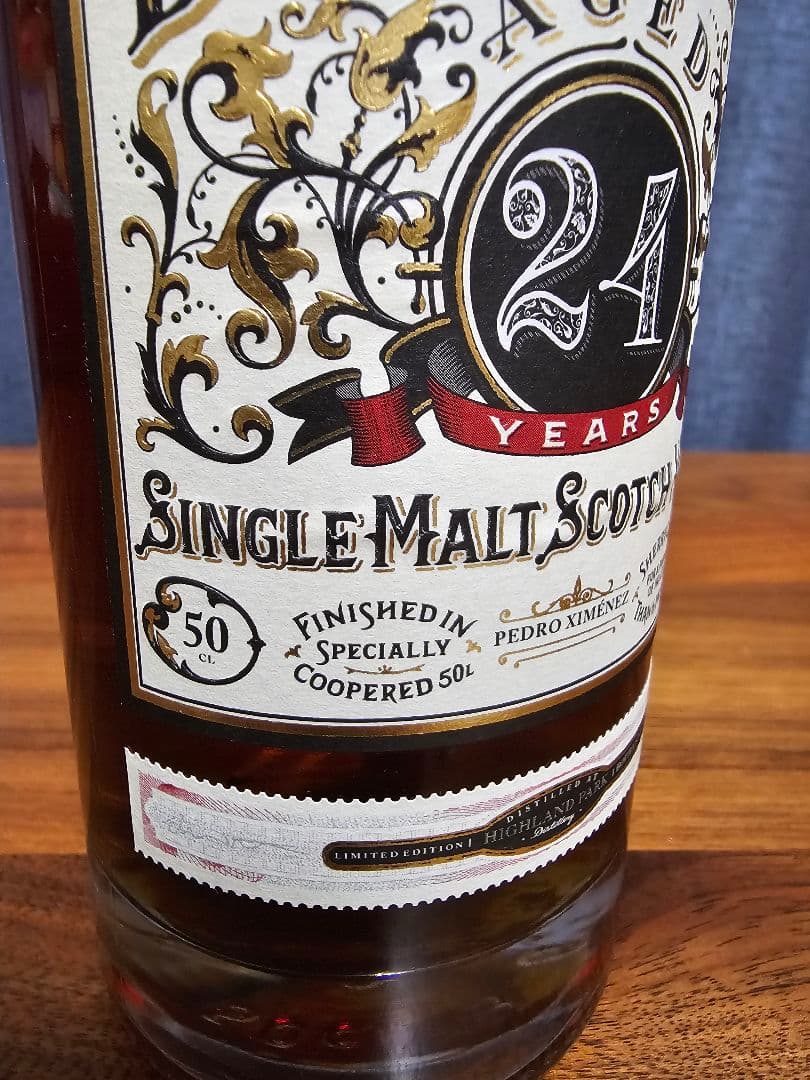 AGED
24
YEARS
SINGLE MALT SCOTCH
50
CL
FINISHED IN
SPECIALLY
COOPERED 50L
PEDRO XIMÉNEZ
LIMITED EDITION |
DISTILLED AT
HIGHLAND PARK
Distillery